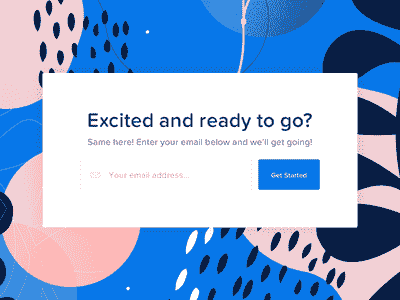 Excited and ready to go?
Same here! Enter your email below and we'll get going!
Your email address...
Get Started